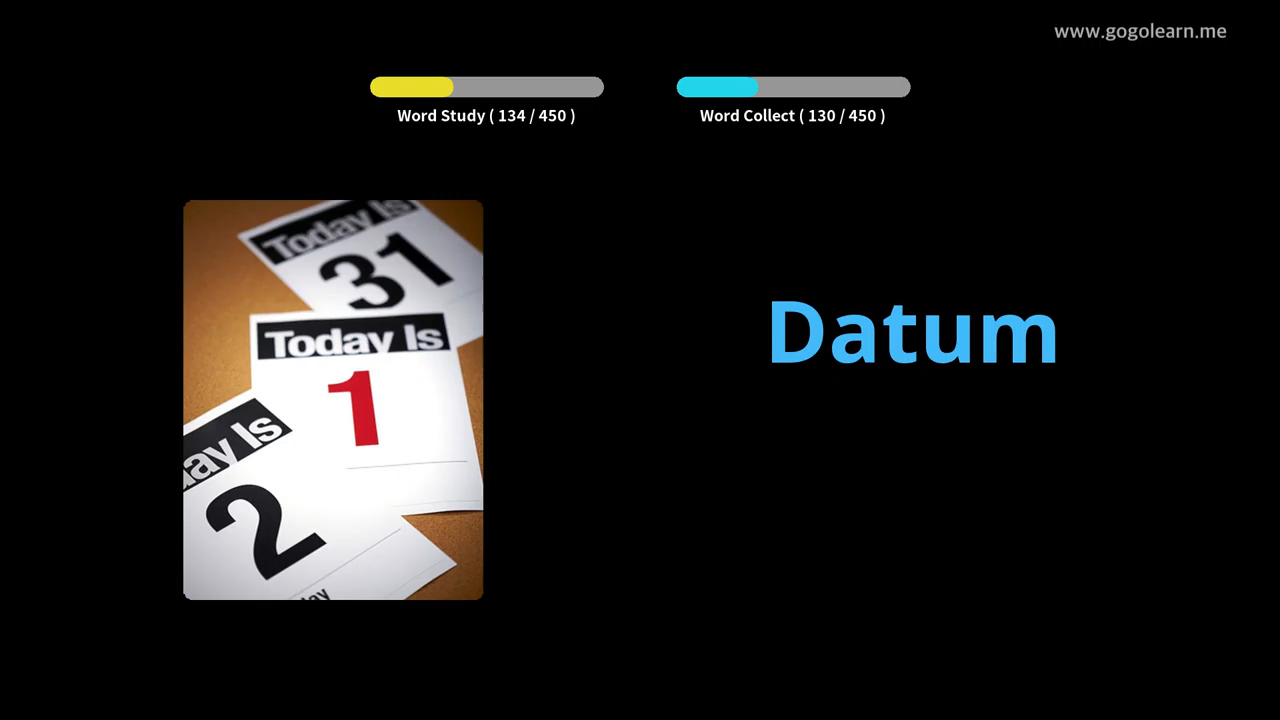 www.gogolearn.me
Word Study ( 134 / 450 )
Word Collect ( 130 / 450 )
Today Is
31
Today Is
1
ay Is
2
Datum